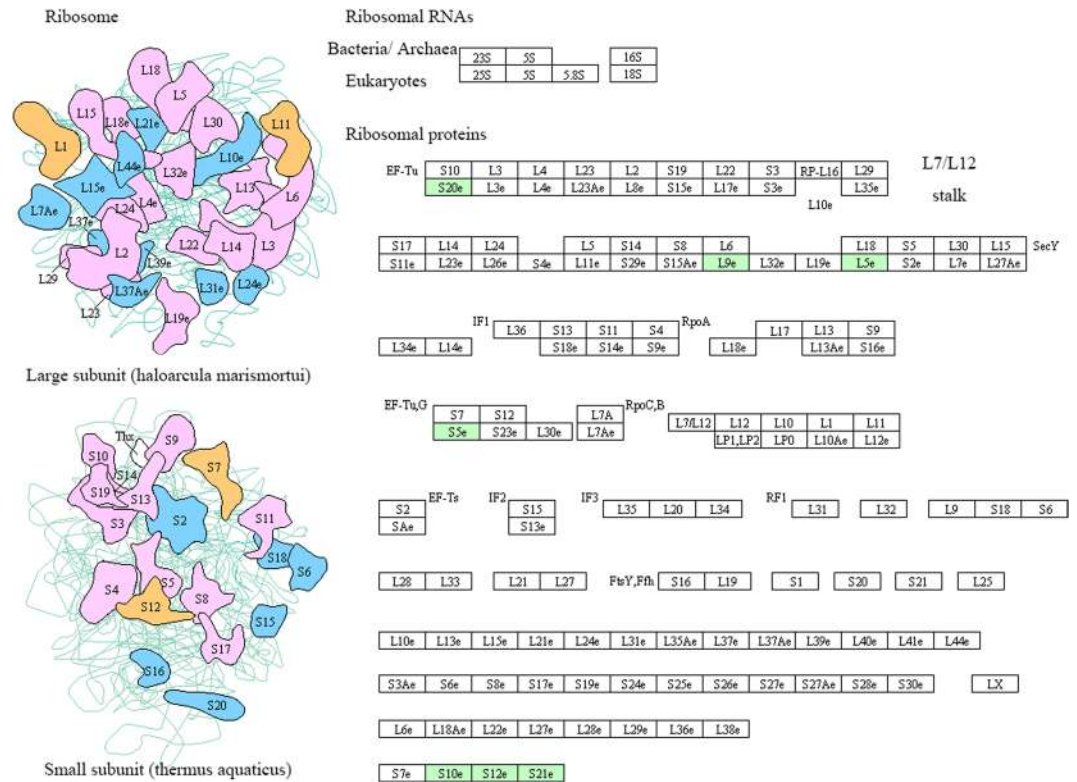 Ribosome
L18
L5
L15
L18e
L21e
L30
L11
L1
L44e
L10e
L32e
L15e
L13
L7Ae
L4e
L6
L24
L37e
L2
L22
L14
L3
L39e
L29
L37Ae
L31e
L24e
L23
L19e
Large subunit (haloarcula marismortui)
Thx
S9
S10
S14
S7
S19
S13
S3
S2
S11
S18
S6
S4
S5
S12
S8
S15
S17
S16
S20
Small subunit (thermus aquaticus)
Ribosomal RNAs
Bacteria/ Archaea 23S 5S 16S
Eukaryotes 25S 5S 5.8S 18S
Ribosomal proteins
EF-Tu S10 L3 L4 L23 L2 S19 L22 S3 RP-L16 L29
S20e L3e L4e L23Ae L8e S15e L17e S3e L35e
L10e
L7/L12
stalk
S17 L14 L24 L5 S14 S8 L6 L18 S5 L30 L15 SecY
S11e L23e L26e S4e L11e S29e S15Ae L9e L32e L19e L5e S2e L7e L27Ae
IF1 L36 S13 S11 S4 RpoA L17 L13 S9
L34e L14e S18e S14e S9e L18e L13Ae S16e
EF-Tu,G S7 S12 L7A RpoC,B L7/L12 L12 L10 L1 L11
S5e S23e L30e L7Ae LP1,LP2 LP0 L10Ae L12e
S2 EF-Ts IF2 S15 IF3 L35 L20 L34 RF1 L31 L32 L9 S18 S6
SAe S13e
L28 L33 L21 L27 FtsY,Ffh S16 L19 S1 S20 S21 L25
L10e L13e L15e L21e L24e L31e L35Ae L37e L37Ae L39e L40e L41e L44e
S3Ae S6e S8e S17e S19e S24e S25e S26e S27e S27Ae S28e S30e LX
L6e L18Ae L22e L27e L28e L29e L36e L38e
S7e S10e S12e S21e